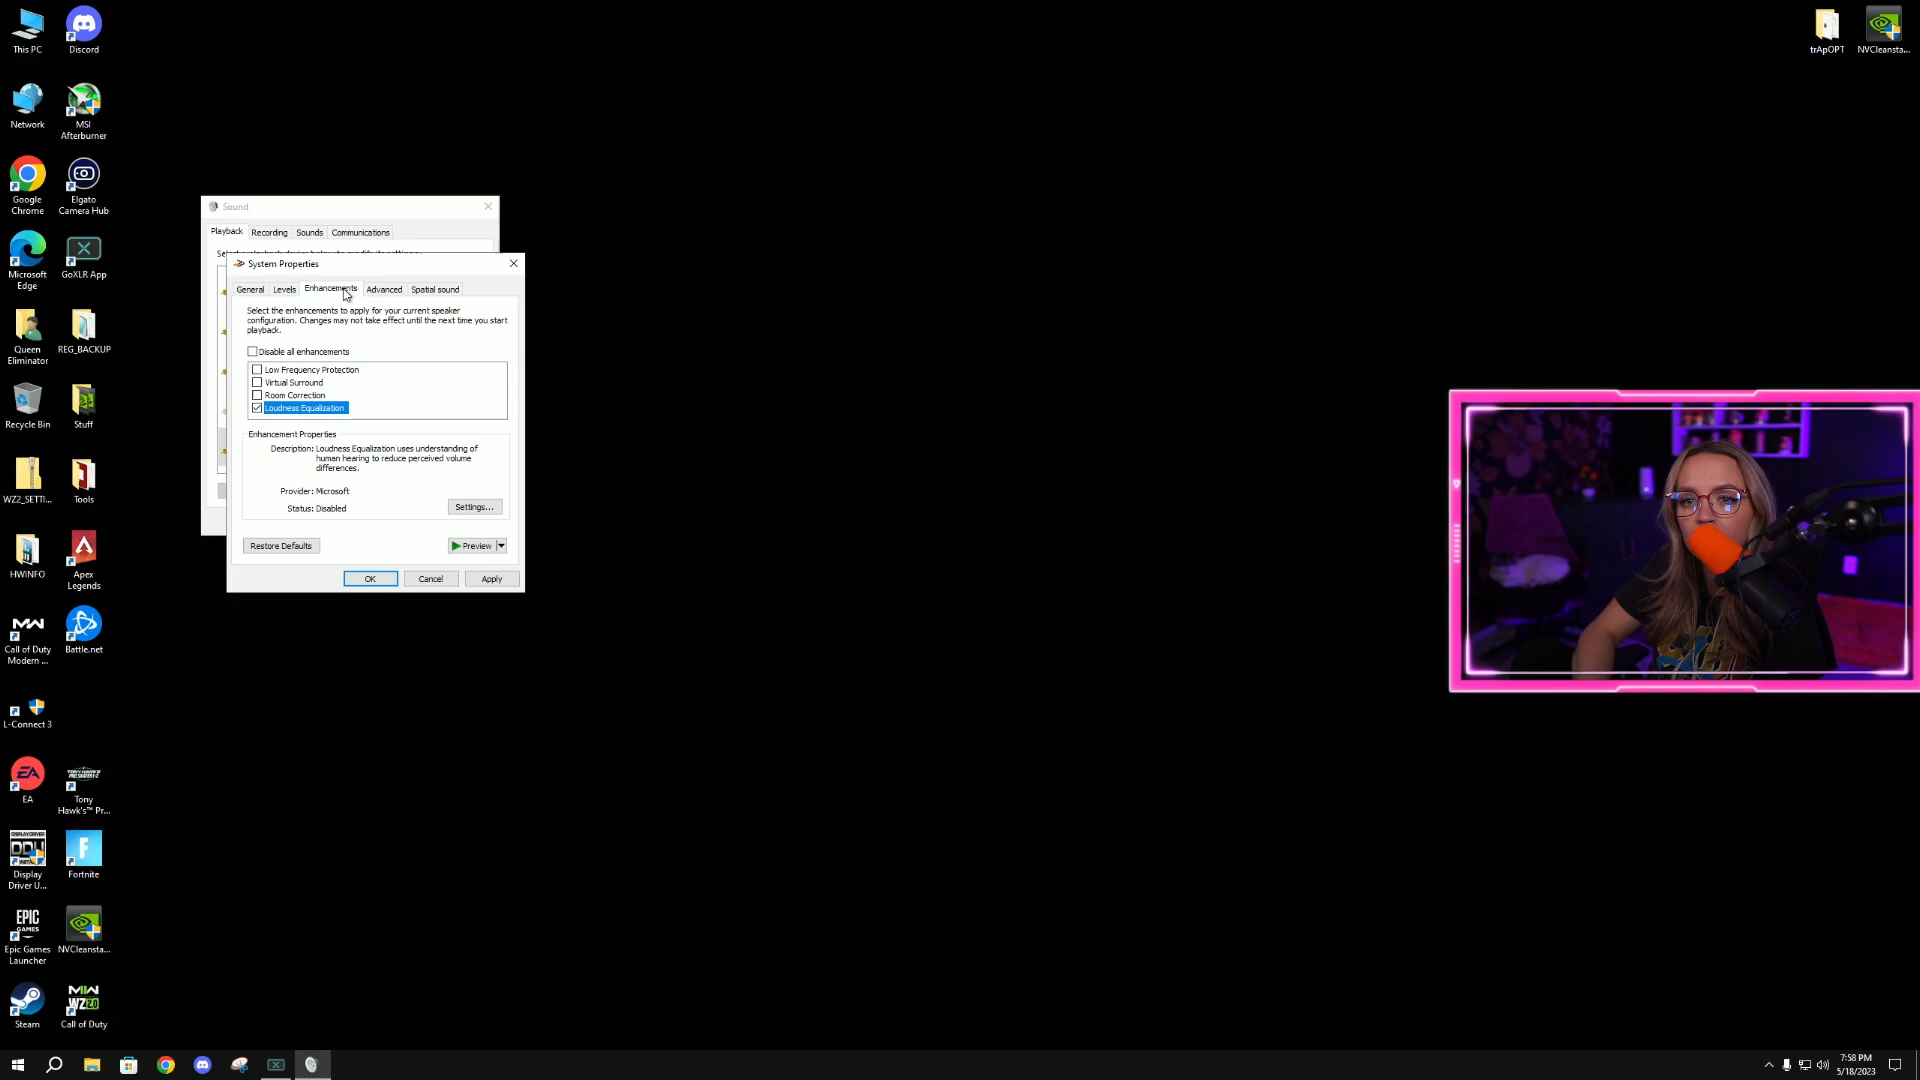 This PC
Discord
Network
MSI
Afterburner
Google
Chrome
Elgato
Camera Hub
Microsoft
Edge
GoXLR App
Queen
Eliminator
REG_BACKUP
Recycle Bin
Stuff
WZ2_SETTI...
Tools
HWINFO
Apex
Legends
Call of Duty
Modern ...
Battle.net
L-Connect 3
EA
Tony
Hawk's™ Pr...
Display
Driver U...
Fortnite
EPIC
GAMES
Epic Games
Launcher
NVCleansta...
Steam
Call of Duty
trApOPT
NVCleansta...
Sound
Playback
Recording
Sounds
Communications
System Properties
General
Levels
Enhancements
Advanced
Spatial sound
Select the enhancements to apply for your current speaker
configuration. Changes may not take effect until the next time you start
playback.
Disable all enhancements
Low Frequency Protection
Virtual Surround
Room Correction
Loudness Equalization
Enhancement Properties
Description: Loudness Equalization uses understanding of
human hearing to reduce perceived volume
differences.
Provider: Microsoft
Status: Disabled
Settings...
Restore Defaults
Preview
OK
Cancel
Apply
7:58 PM
5/18/2023